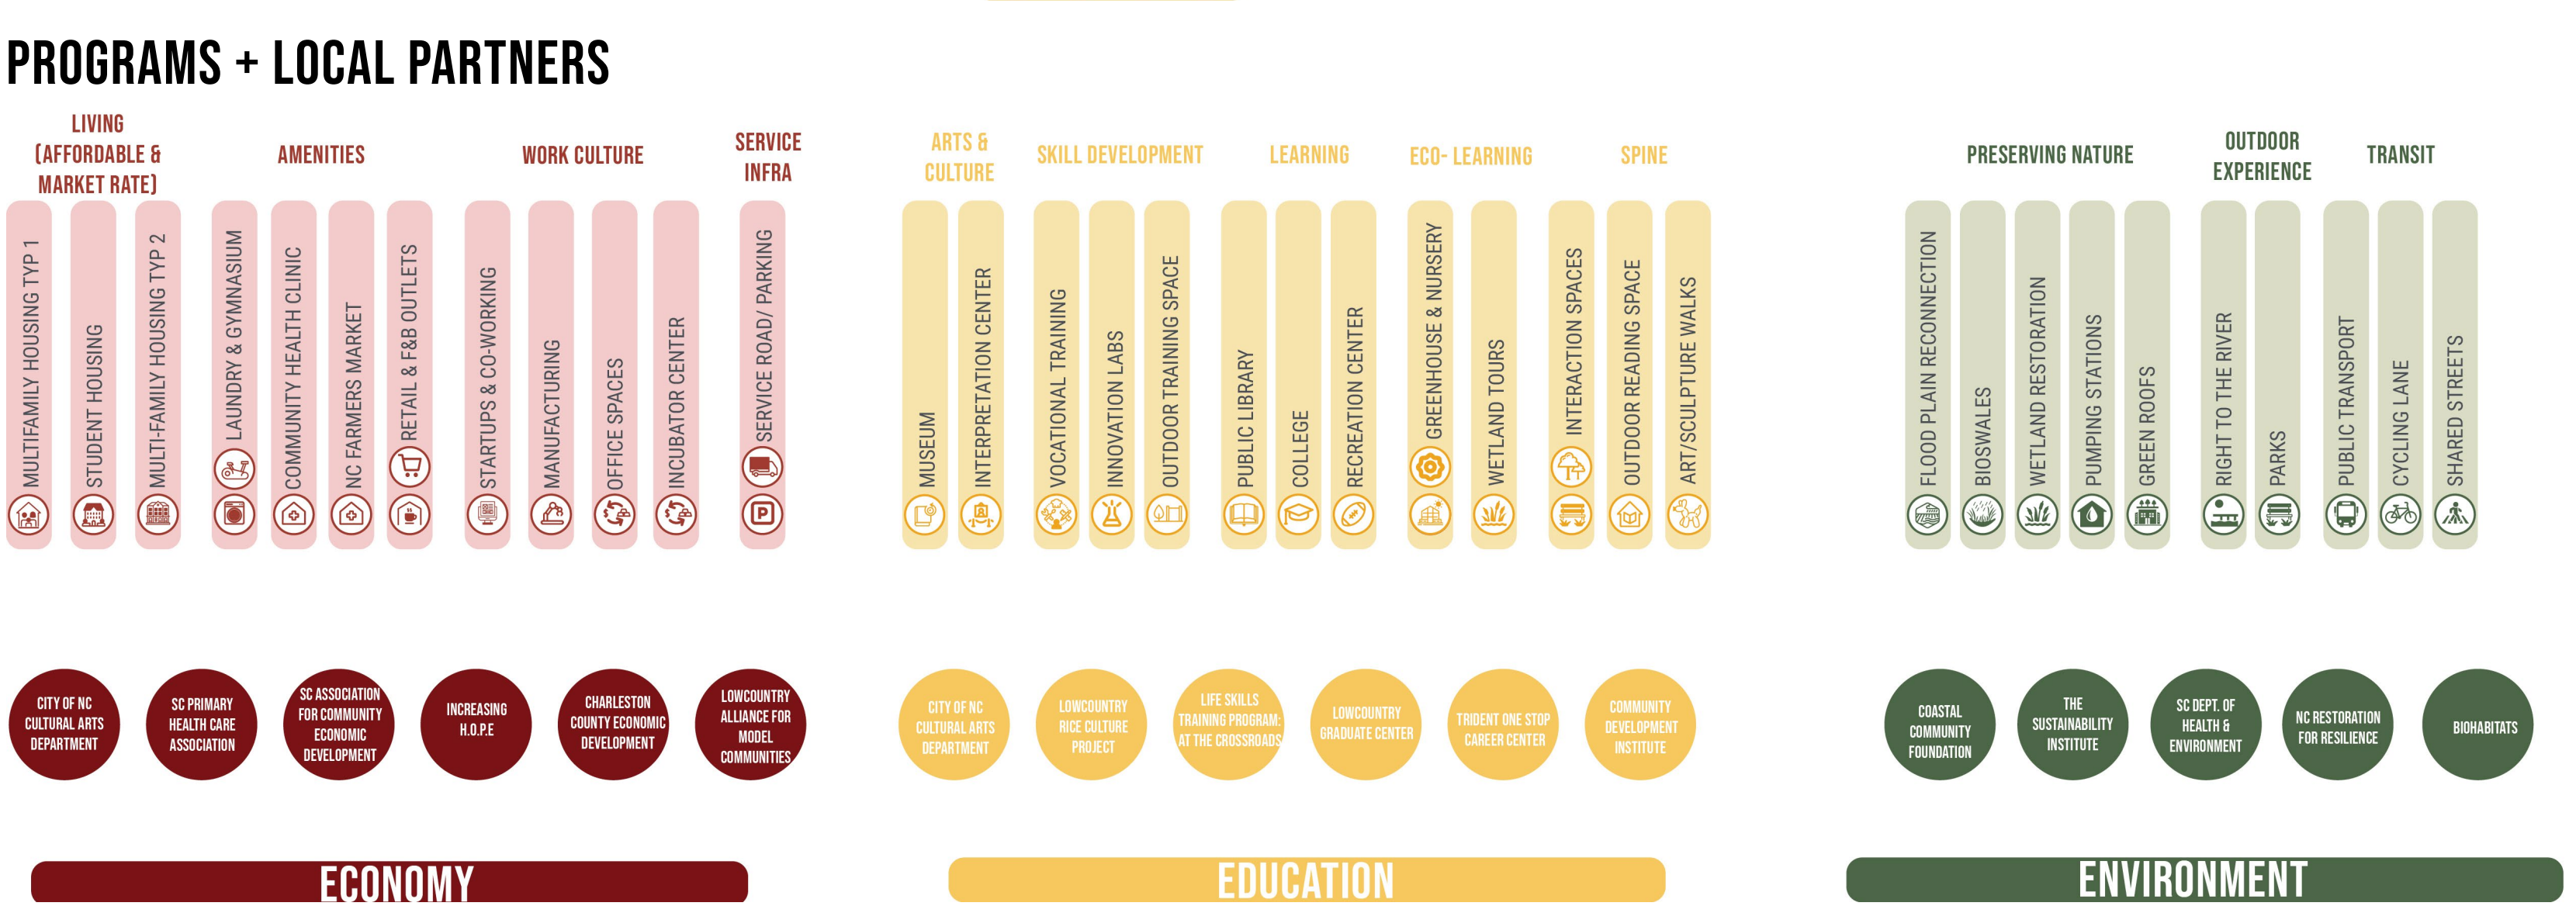 PROGRAMS + LOCAL PARTNERS
LIVING
(AFFORDABLE &
MARKET RATE)
AMENITIES
WORK CULTURE
SERVICE
INFRA
MULTIFAMILY HOUSING TYP 1
STUDENT HOUSING
MULTI-FAMILY HOUSING TYP 2
LAUNDRY & GYMNASIUM
COMMUNITY HEALTH CLINIC
NC FARMERS MARKET
RETAIL & F&B OUTLETS
STARTUPS & CO-WORKING
MANUFACTURING
OFFICE SPACES
INCUBATOR CENTER
SERVICE ROAD/ PARKING
P
ARTS &
CULTURE
SKILL DEVELOPMENT
LEARNING
ECO- LEARNING
SPINE
MUSEUM
INTERPRETATION CENTER
VOCATIONAL TRAINING
INNOVATION LABS
OUTDOOR TRAINING SPACE
PUBLIC LIBRARY
COLLEGE
RECREATION CENTER
GREENHOUSE & NURSERY
WETLAND TOURS
INTERACTION SPACES
OUTDOOR READING SPACE
ART/SCULPTURE WALKS
PRESERVING NATURE
OUTDOOR
EXPERIENCE
TRANSIT
FLOOD PLAIN RECONNECTION
BIOSWALES
WETLAND RESTORATION
PUMPING STATIONS
GREEN ROOFS
RIGHT TO THE RIVER
PARKS
PUBLIC TRANSPORT
CYCLING LANE
SHARED STREETS
CITY OF NC
CULTURAL ARTS
DEPARTMENT
SC PRIMARY
HEALTH CARE
ASSOCIATION
SC ASSOCIATION
FOR COMMUNITY
ECONOMIC
DEVELOPMENT
INCREASING
H.O.P.E
CHARLESTON
COUNTY ECONOMIC
DEVELOPMENT
LOWCOUNTRY
ALLIANCE FOR
MODEL
COMMUNITIES
CITY OF NC
CULTURAL ARTS
DEPARTMENT
LOWCOUNTRY
RICE CULTURE
PROJECT
LIFE SKILLS
TRAINING PROGRAM:
AT THE CROSSROADS
LOWCOUNTRY
GRADUATE CENTER
TRIDENT ONE STOP
CAREER CENTER
COMMUNITY
DEVELOPMENT
INSTITUTE
COASTAL
COMMUNITY
FOUNDATION
THE
SUSTAINABILITY
INSTITUTE
SC DEPT. OF
HEALTH &
ENVIRONMENT
NC RESTORATION
FOR RESILIENCE
BIOHABITATS
ECONOMY
EDUCATION
ENVIRONMENT